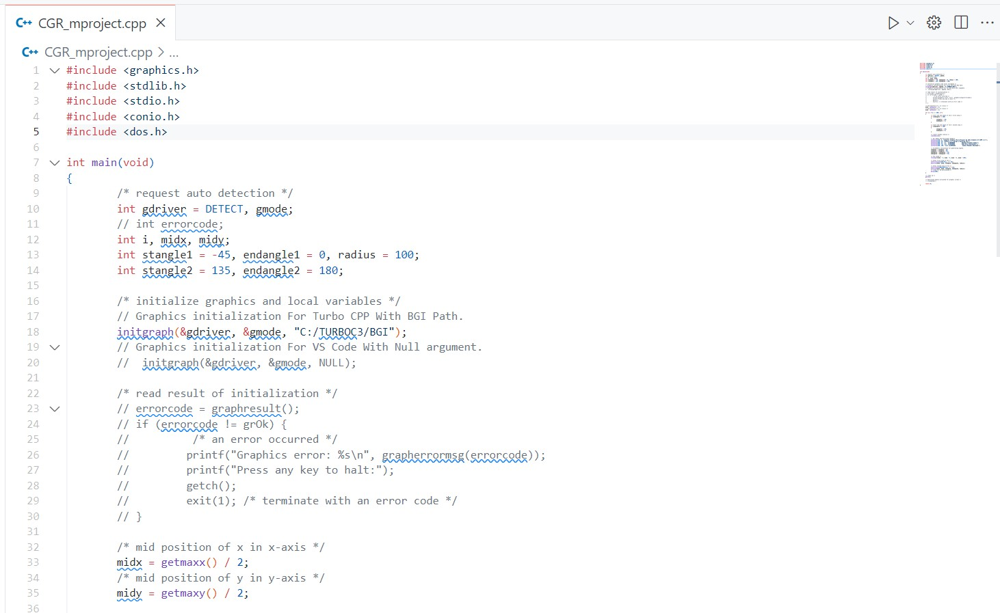 C++ CGR_mproject.cpp
C++ CGR_mproject.cpp > ...
1 #include <graphics.h>
2 #include <stdlib.h>
3 #include <stdio.h>
4 #include <conio.h>
5 #include <dos.h>
6
7 int main(void)
8 {
9 /* request auto detection */
10 int gdriver = DETECT, gmode;
11 // int errorcode;
12 int i, midx, midy;
13 int stangle1 = -45, endangle1 = 0, radius = 100;
14 int stangle2 = 135, endangle2 = 180;
15
16 /* initialize graphics and local variables */
17 // Graphics initialization For Turbo CPP With BGI Path.
18 initgraph(&gdriver, &gmode, "C:/TURBOC3/BGI");
19 // Graphics initialization For VS Code With Null argument.
20 //  initgraph(&gdriver, &gmode, NULL);
21
22 /* read result of initialization */
23 // errorcode = graphresult();
24 // if (errorcode != grOk) {
25 //          /* an error occurred */
26 //         printf("Graphics error: %s\n", grapherrormsg(errorcode));
27 //         printf("Press any key to halt:");
28 //         getch();
29 //         exit(1); /* terminate with an error code */
30 // }
31
32 /* mid position of x in x-axis */
33 midx = getmaxx() / 2;
34 /* mid position of y in y-axis */
35 midy = getmaxy() / 2;
36